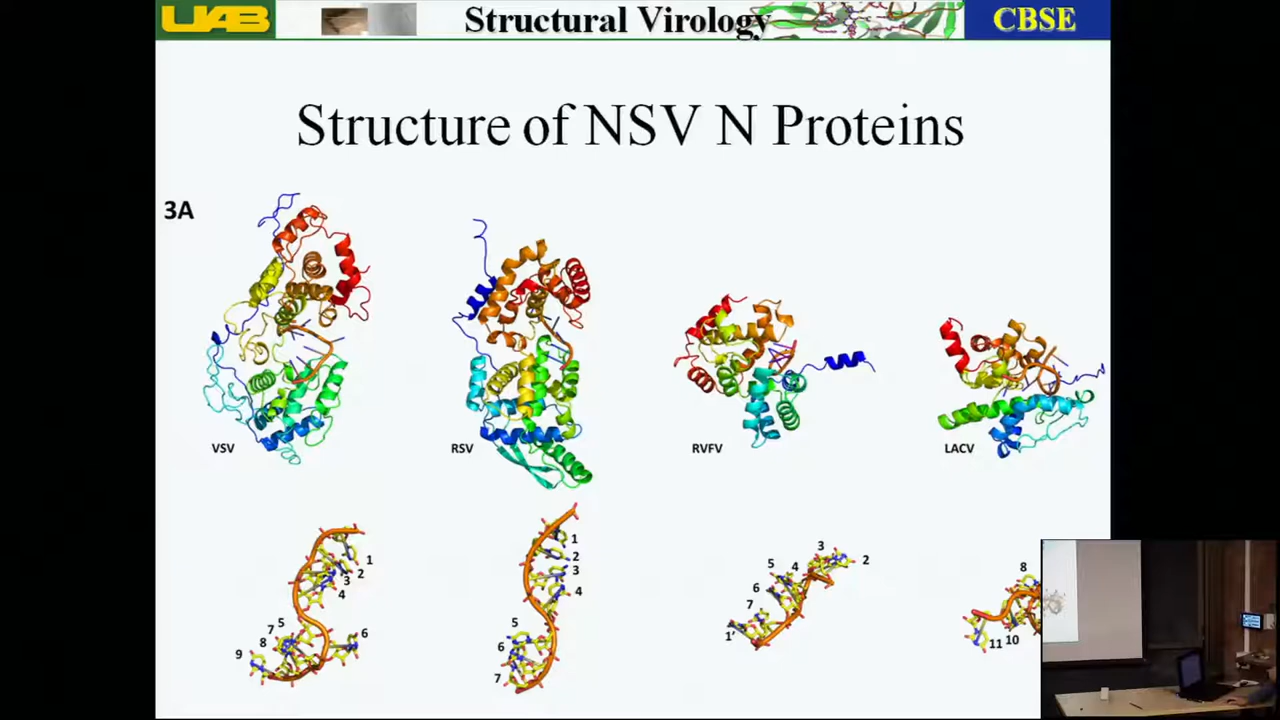 UAB
Structural Virology
CBSE
Structure of NSV N Proteins
3A
VSV
RSV
RVFV
LACV
1
2
3
4
5
6
7
8
9
1
2
3
4
5
6
7
2
3
4
5
6
7
1'
8
10
11